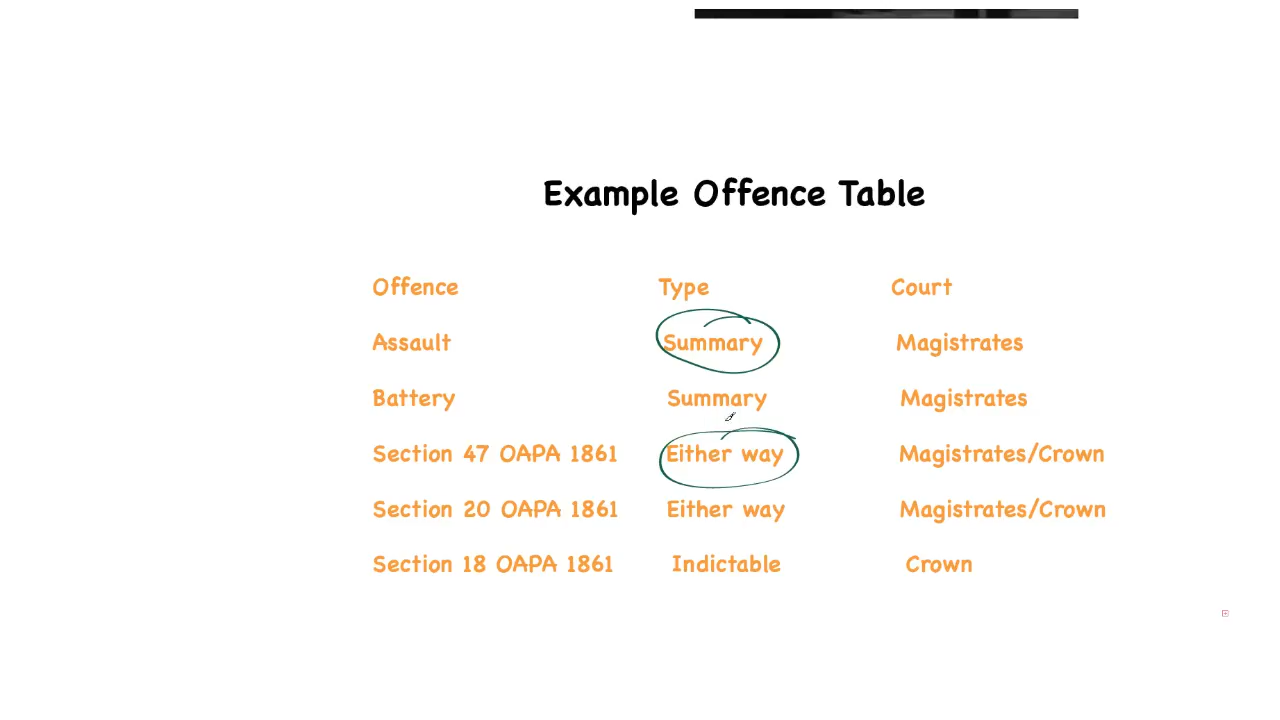 Example Offence Table
Offence Type Court
Assault Summary Magistrates
Battery Summary Magistrates
Section 47 OAPA 1861 Either way Magistrates/Crown
Section 20 OAPA 1861 Either way Magistrates/Crown
Section 18 OAPA 1861 Indictable Crown